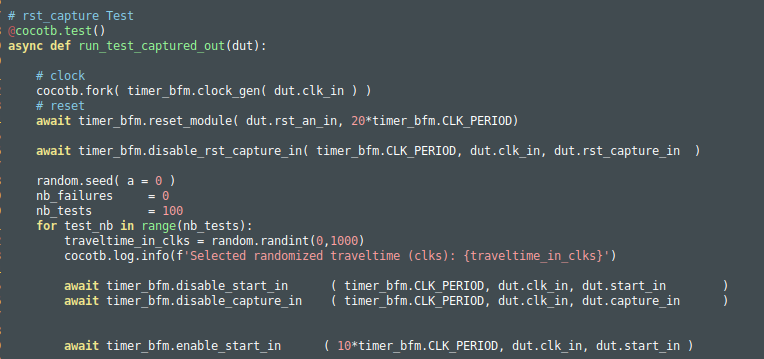 # rst_capture Test
@cocotb.test()
async def run_test_captured_out(dut):
# clock
cocotb.fork( timer_bfm.clock_gen( dut.clk_in ) )
# reset
await timer_bfm.reset_module( dut.rst_an_in, 20*timer_bfm.CLK_PERIOD)
await timer_bfm.disable_rst_capture_in( timer_bfm.CLK_PERIOD, dut.clk_in, dut.rst_capture_in  )
random.seed( a = 0 )
nb_failures     = 0
nb_tests        = 100
for test_nb in range(nb_tests):
traveltime_in_clks = random.randint(0,1000)
cocotb.log.info(f'Selected randomized traveltime (clks): {traveltime_in_clks}')
await timer_bfm.disable_start_in      ( timer_bfm.CLK_PERIOD, dut.clk_in, dut.start_in        )
await timer_bfm.disable_capture_in    ( timer_bfm.CLK_PERIOD, dut.clk_in, dut.capture_in      )
await timer_bfm.enable_start_in      ( 10*timer_bfm.CLK_PERIOD, dut.clk_in, dut.start_in )